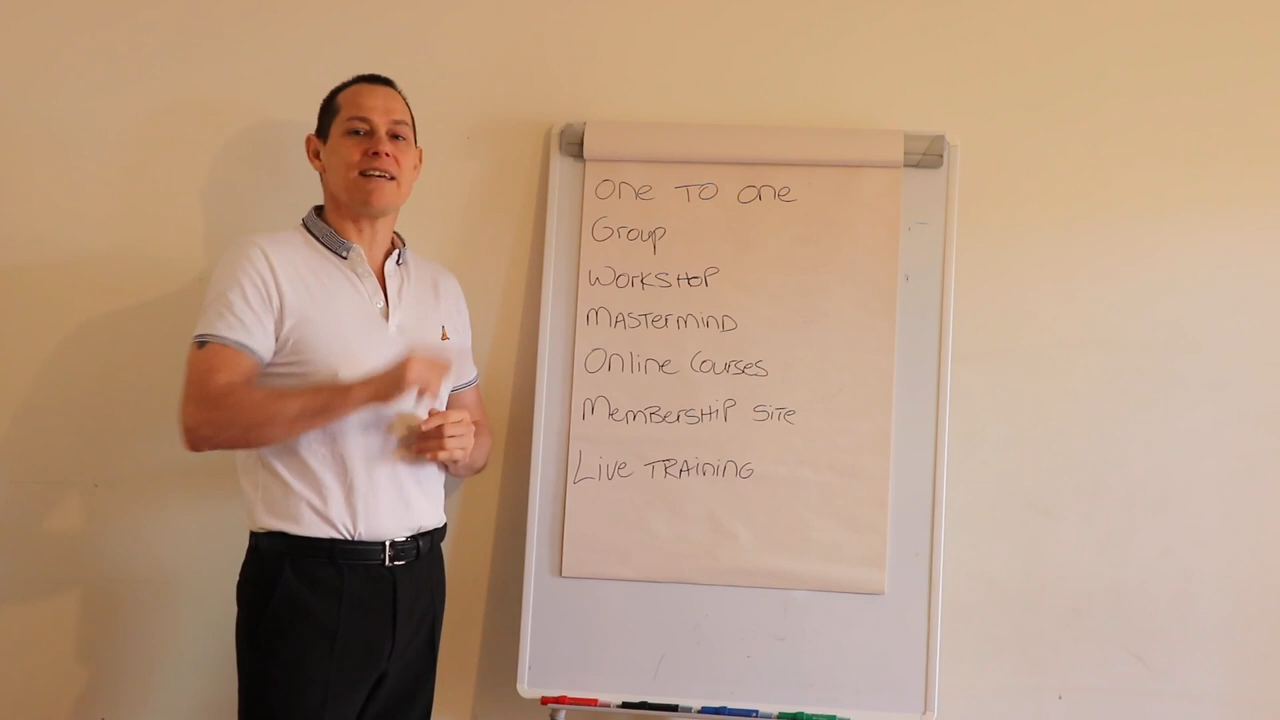 One To One
Group
Workshop
Mastermind
Online Courses
Membership Site
Live Training